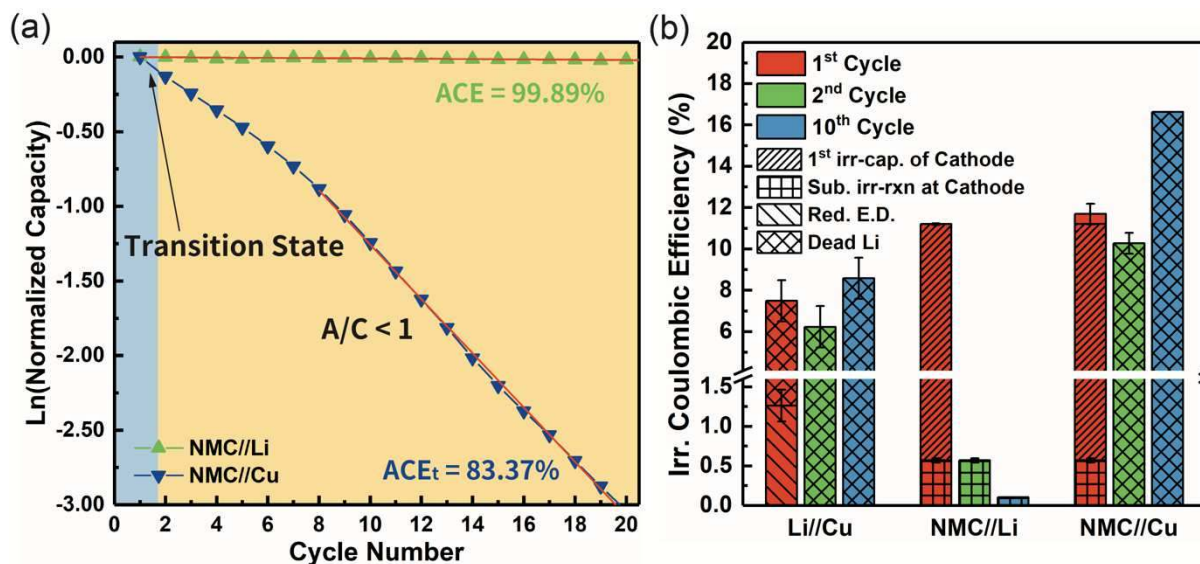 (a)
Ln(Normalized Capacity)
0.00
-0.50
-1.00
-1.50
-2.00
-2.50
-3.00
ACE = 99.89%
Transition State
A/C < 1
NMC//Li
NMC//Cu
ACEt = 83.37%
0 2 4 6 8 10 12 14 16 18 20
Cycle Number
(b)
Irr. Coulombic Efficiency (%)
20
18
16
14
12
10
8
6
1.5
1.0
0.5
0.0
1st Cycle
2nd Cycle
10th Cycle
1st irr-cap. of Cathode
Sub. irr-rxn at Cathode
Red. E.D.
Dead Li
Li//Cu NMC//Li NMC//Cu